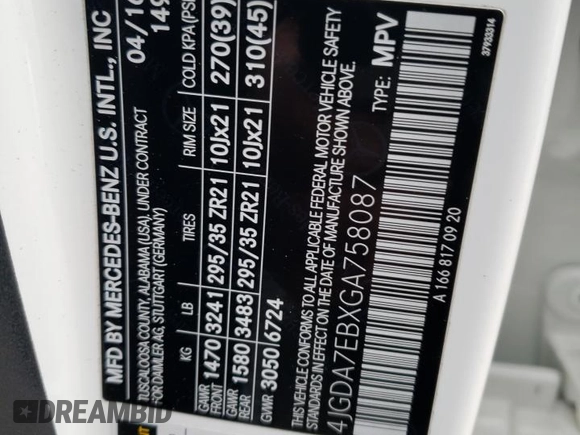 MFD BY MERCEDES-BENZ U.S. INTL., INC
TUSCALOOSA COUNTY, ALABAMA (USA), UNDER CONTRACT
FOR DAIMLER AG, STUTTGART (GERMANY)
04/16
149
KG LB TIRES RIM SIZE COLD KPA (PSI
GAWR FRONT 1470 3241 295/35 ZR21 10Jx21 270(39)
GAWR 1580 3483 295/35 ZR21 10Jx21 310(45)
GWR 3050 6724
THIS VEHICLE CONFORMS TO ALL APPLICABLE FEDERAL MOTOR VEHICLE SAFETY
IN EFFECT ON THE DATE OF MANUFACTURE SHOWN ABOVE.
4JGDA7EBXGA758087 TYPE: MPV
A 166 817 09 20
37933314
DREAMBID